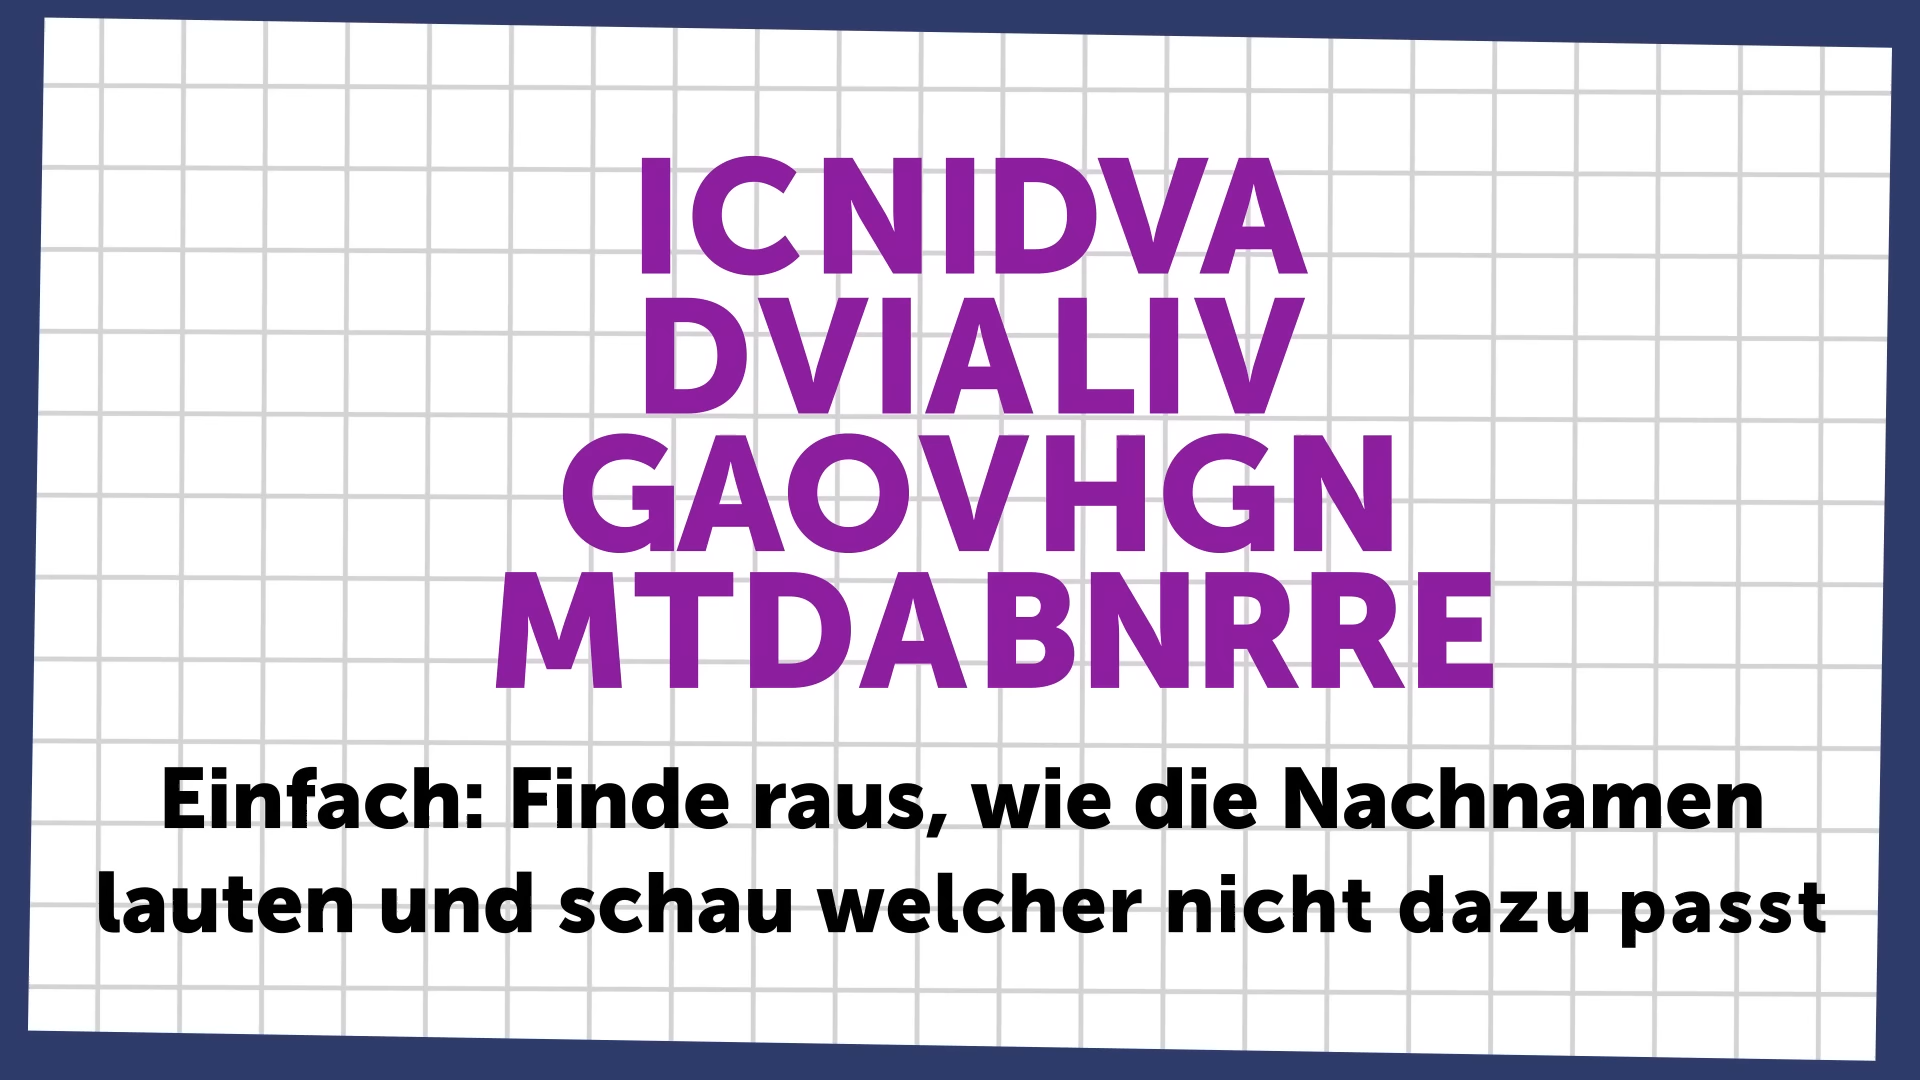 ICNIDVA
DVIALIV
GAOVHGN
MTDABNRRE
Einfach: Finde raus, wie die Nachnamen
lauten und schau welcher nicht dazu passt